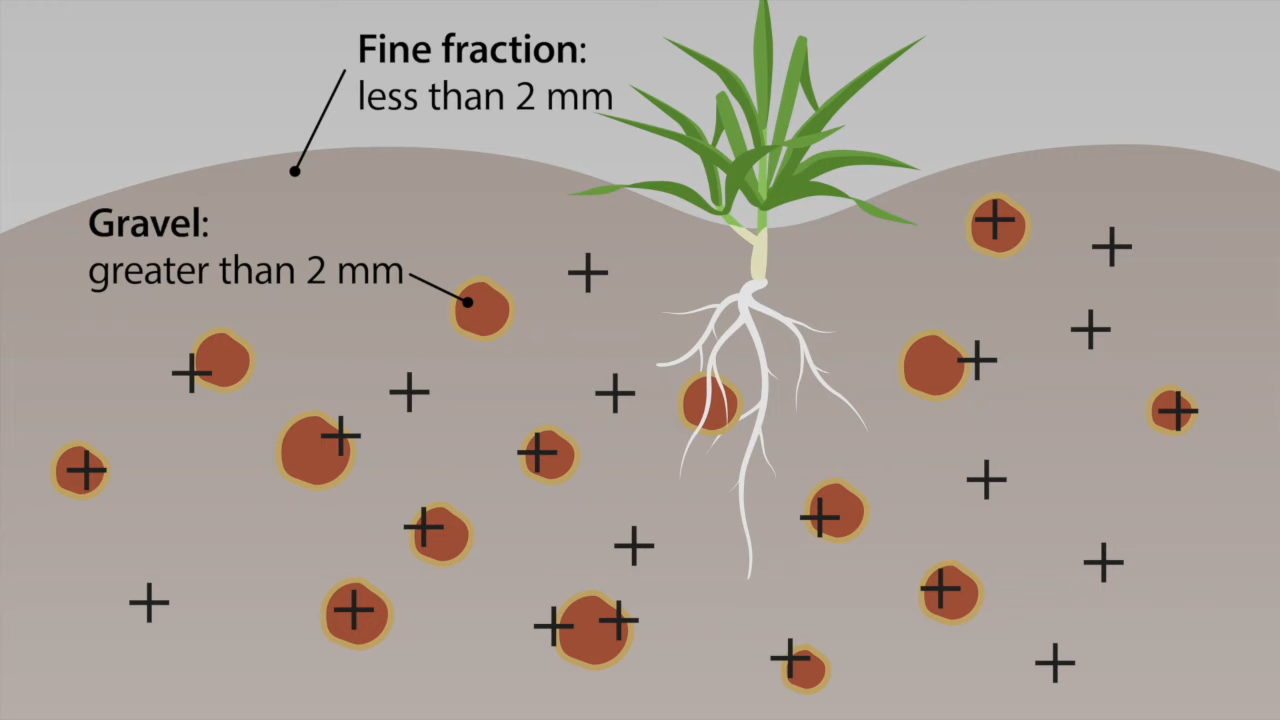 Fine fraction:
less than 2 mm
Gravel:
greater than 2 mm